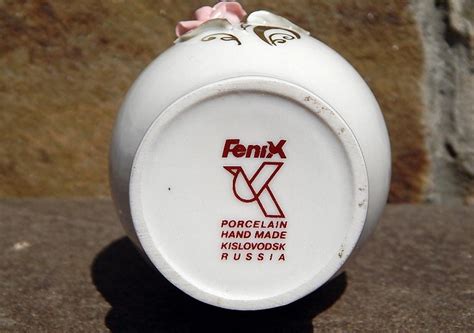 FeniX
PORCELAIN
HAND MADE
KISLOVODSK
RUSSIA